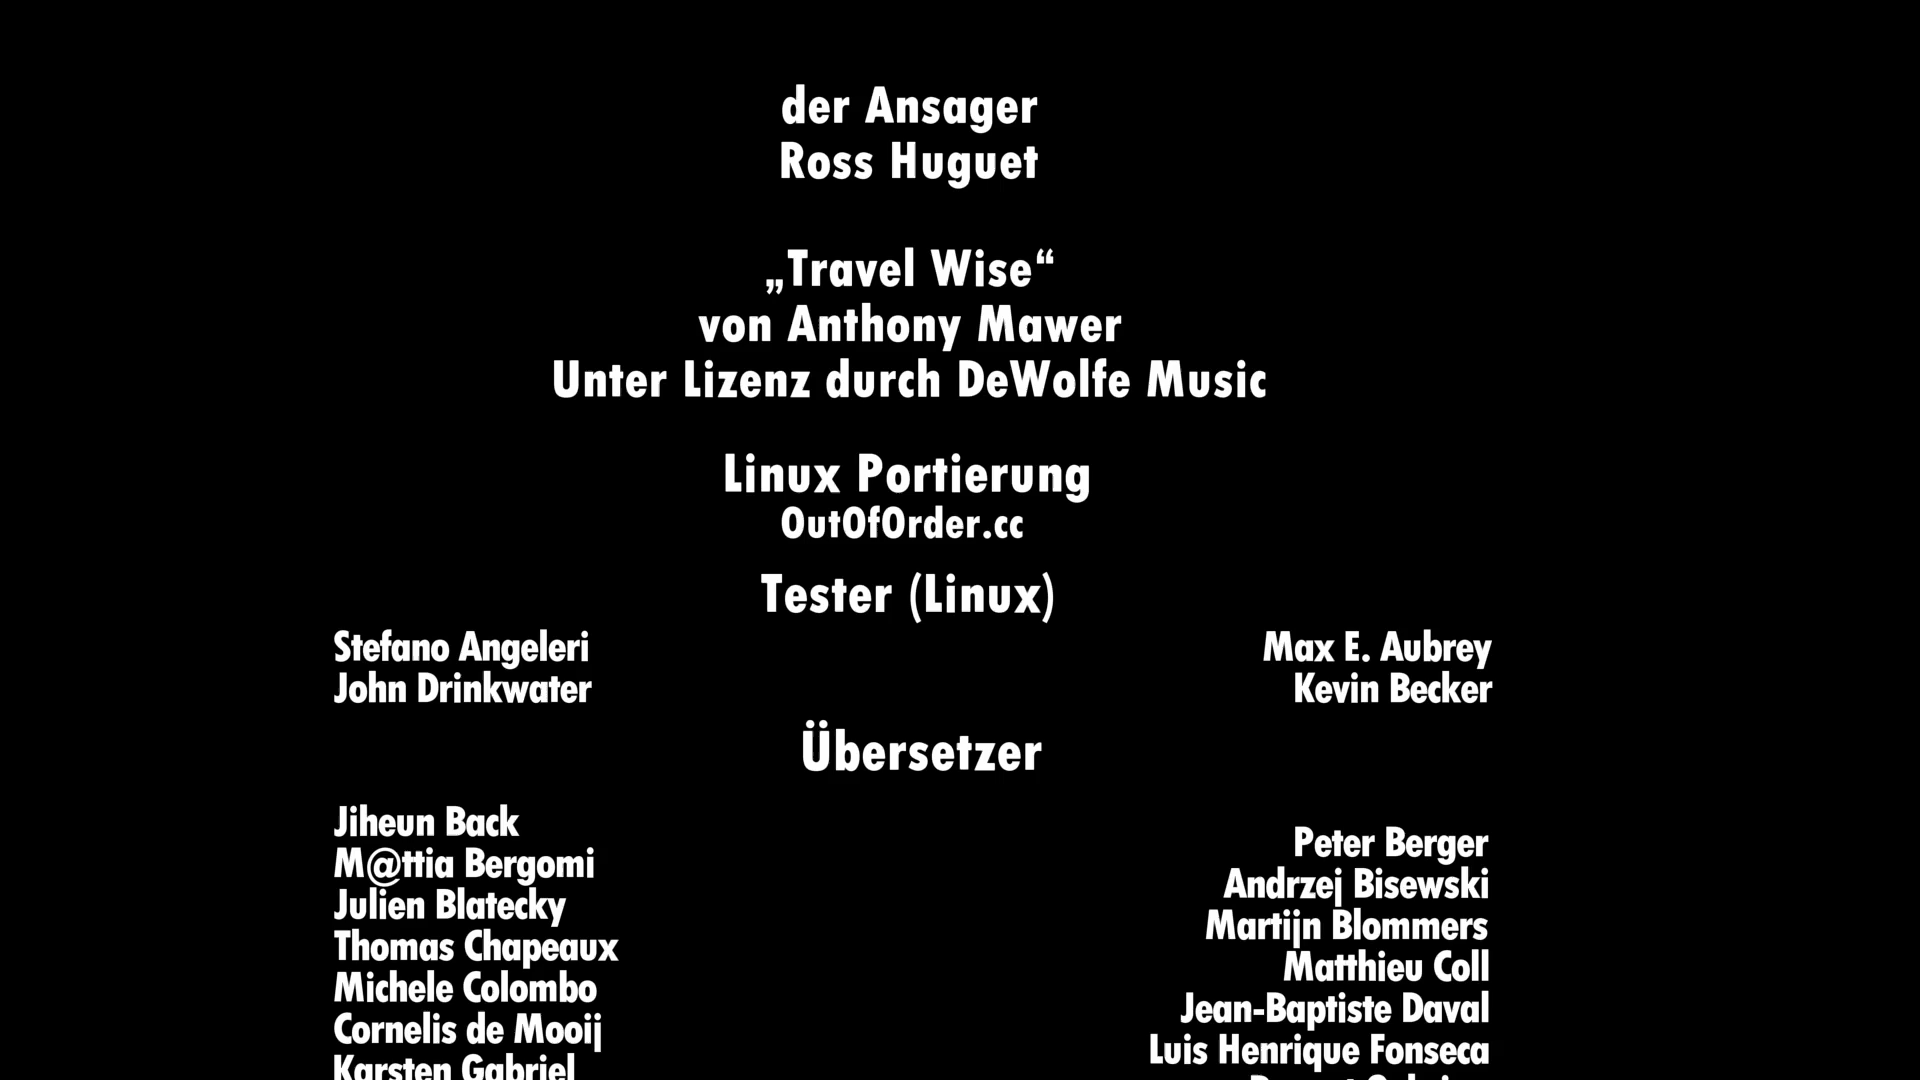 der Ansager
Ross Huguet
„Travel Wise“
von Anthony Mawer
Unter Lizenz durch DeWolfe Music
Linux Portierung
OutOfOrder.cc
Tester (Linux)
Stefano Angeleri
Max E. Aubrey
John Drinkwater
Kevin Becker
Übersetzer
Jiheun Back
Peter Berger
M@ttia Bergomi
Andrzej Bisewski
Julien Blatecky
Martijn Blommers
Thomas Chapeaux
Matthieu Coll
Michele Colombo
Jean-Baptiste Daval
Cornelis de Mooij
Luis Henrique Fonseca
Karsten Gabriel